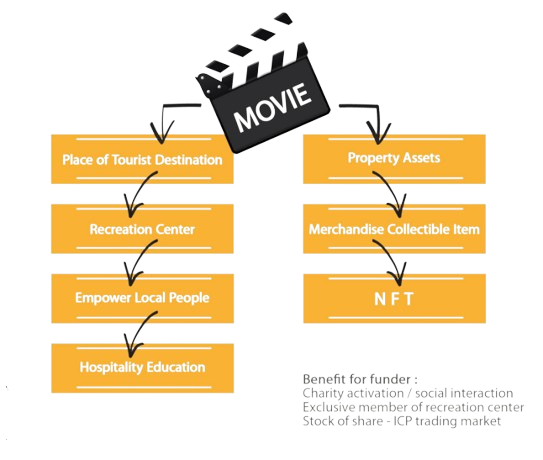 MOVIE
Place of Tourist Destination
Recreation Center
Empower Local People
Hospitality Education
Property Assets
Merchandise Collectible Item
NFT
Benefit for funder :
Charity activation / social interaction
Exclusive member of recreation center
Stock of share - ICP trading market